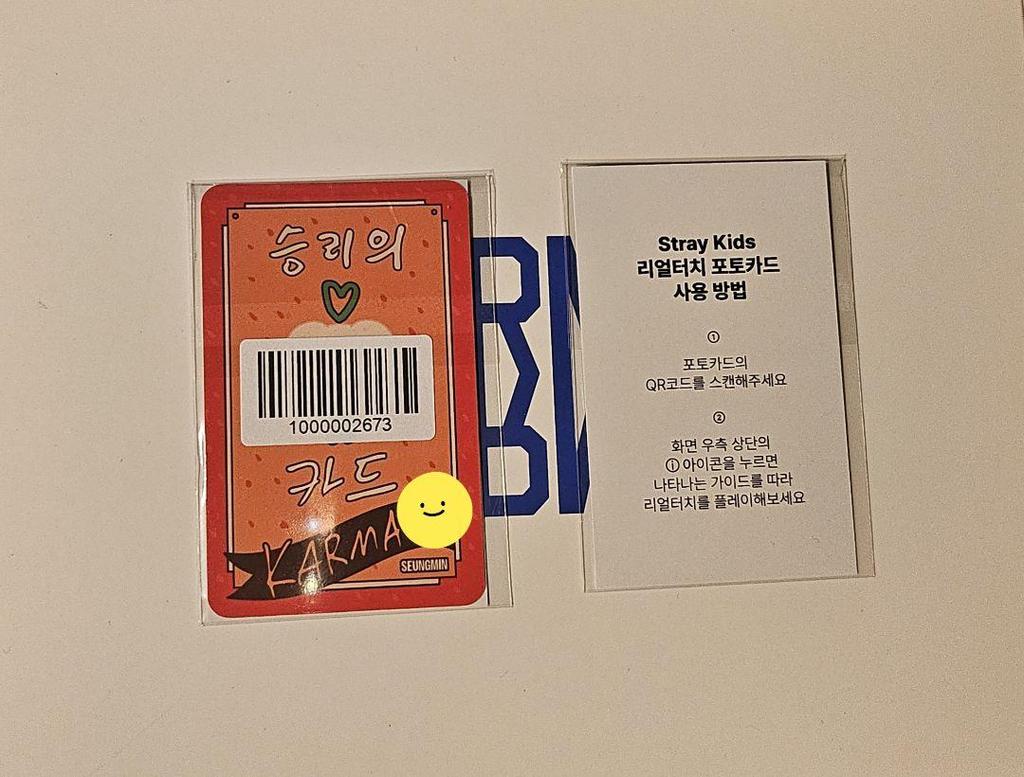 승리의
1000002673
카드
KARMA
SEUNGMIN
Stray Kids
리얼터치 포토카드
사용 방법
①
포토카드의
QR코드를 스캔해주세요
②
화면 우측 상단의
ⓘ 아이콘을 누르면
나타나는 가이드를 따라
리얼터치를 플레이해보세요